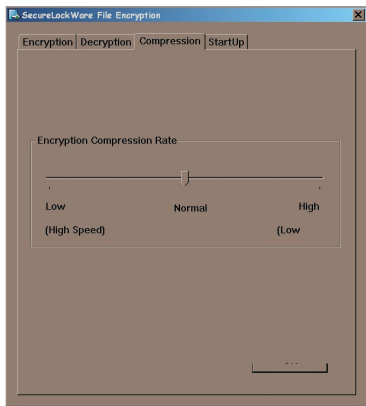 SecureLockWare File Encryption
Encryption Decryption Compression StartUp
Encryption Compression Rate
Low Normal High
(High Speed) (Low